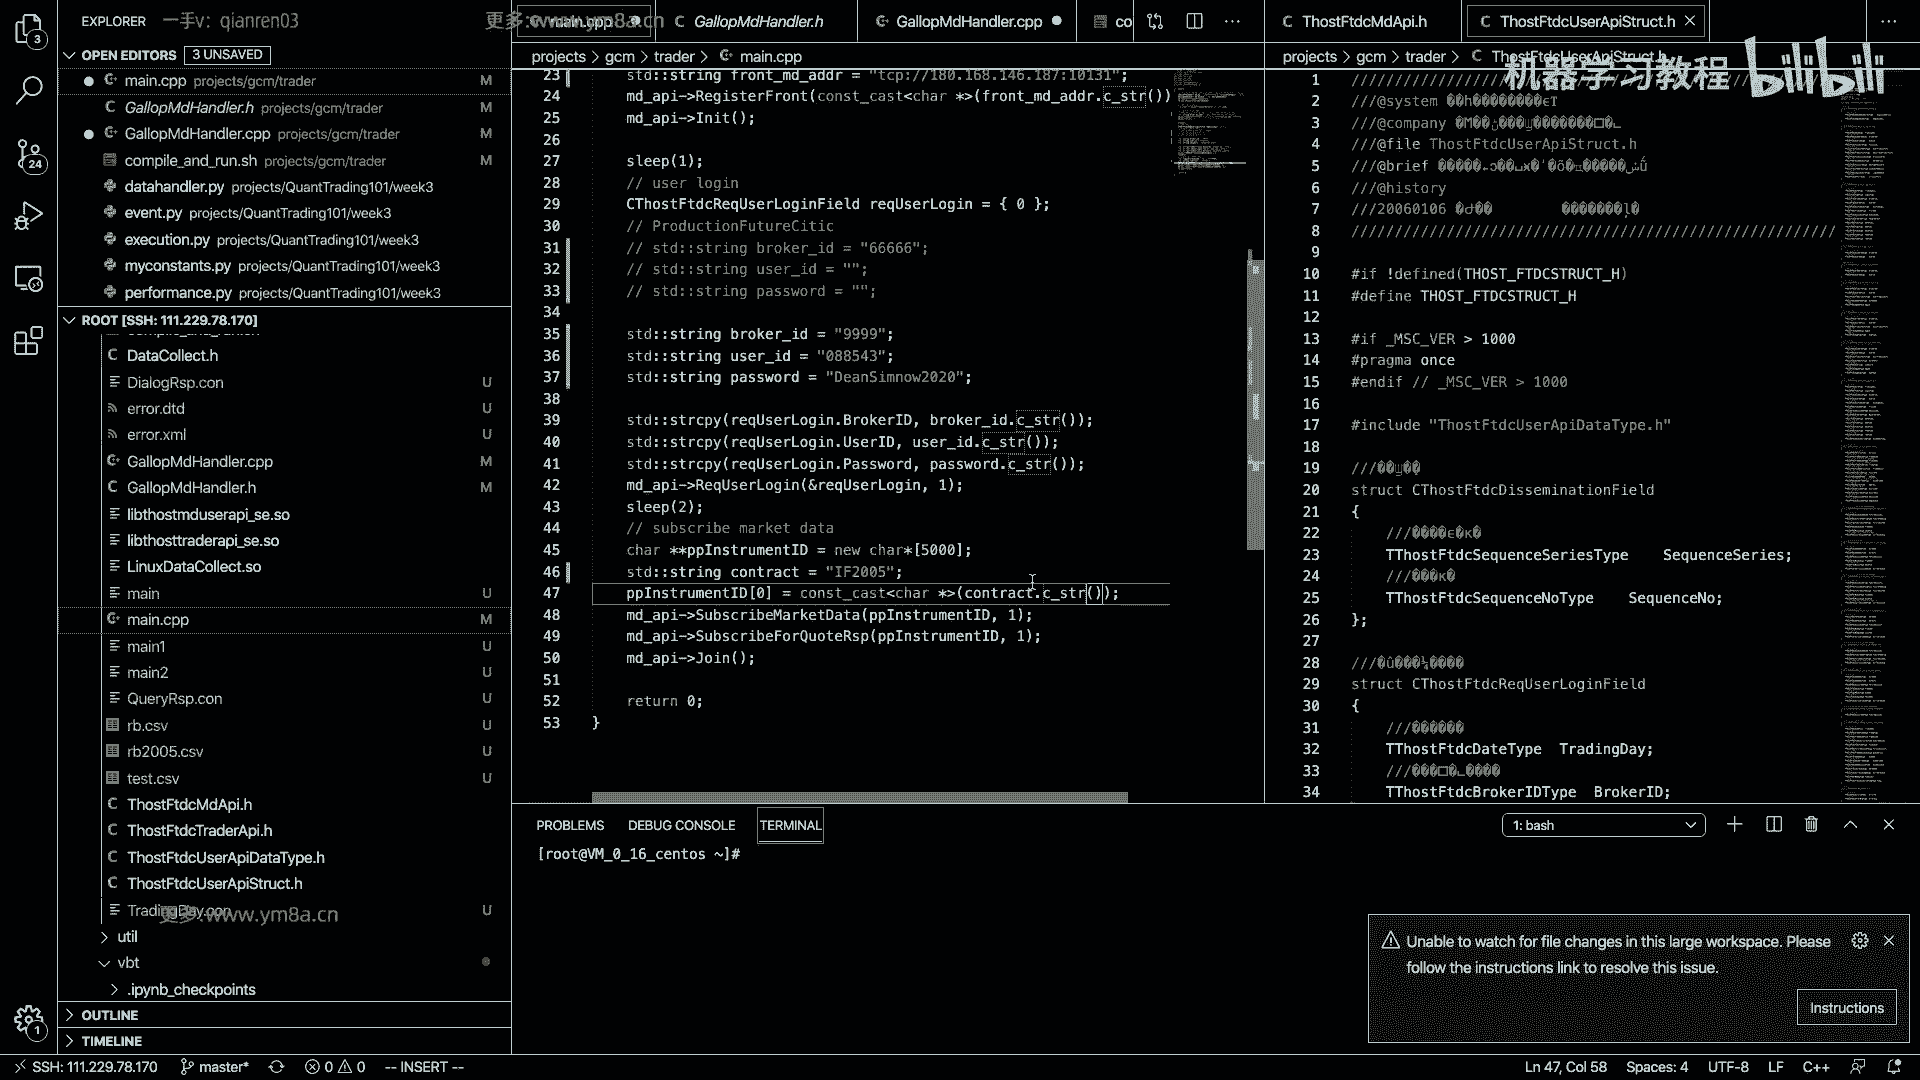 EXPLORER
一手v: qianren03
更多:www.ym8a.cn
OPEN EDITORS 3 UNSAVED
main.cpp projects/gcm/trader M
GallopMdHandler.h projects/gcm/trader M
GallopMdHandler.cpp projects/gcm/trader M
compile_and_run.sh projects/gcm/trader M
datahandler.py projects/QuantTrading101/week3
event.py projects/QuantTrading101/week3
execution.py projects/QuantTrading101/week3
myconstants.py projects/QuantTrading101/week3
performance.py projects/QuantTrading101/week3
ROOT [SSH: 111.229.78.170]
DataCollect.h
DialogRsp.con U
error.dtd U
error.xml U
GallopMdHandler.cpp M
GallopMdHandler.h M
libthostmduserapi_se.so
libthosttraderapi_se.so
LinuxDataCollect.so
main U
main.cpp M
main1 U
main2 U
QueryRsp.con U
rb.csv U
rb2005.csv U
test.csv U
ThostFtdcMdApi.h
ThostFtdcTraderApi.h
ThostFtdcUserApiDataType.h
ThostFtdcUserApiStruct.h
TradingDay.con U
更多:www.ym8a.cn
util
vbt
.ipynb_checkpoints
OUTLINE
TIMELINE
main.cpp
GallopMdHandler.h
GallopMdHandler.cpp
co
projects > gcm > trader > main.cpp
23 std::string front_md_addr = "tcp://180.168.146.187:10131";
24 md_api->RegisterFront(const_cast<char *>(front_md_addr.c_str())
25 md_api->Init();
26
27 sleep(1);
28 // user login
29 CThostFtdcReqUserLoginField reqUserLogin = { 0 };
30 // ProductionFutureCitic
31 // std::string broker_id = "66666";
32 // std::string user_id = "";
33 // std::string password = "";
34
35 std::string broker_id = "9999";
36 std::string user_id = "088543";
37 std::string password = "DeanSimnow2020";
38
39 std::strcpy(reqUserLogin.BrokerID, broker_id.c_str());
40 std::strcpy(reqUserLogin.UserID, user_id.c_str());
41 std::strcpy(reqUserLogin.Password, password.c_str());
42 md_api->ReqUserLogin(&reqUserLogin, 1);
43 sleep(2);
44 // subscribe market data
45 char **ppInstrumentID = new char*[5000];
46 std::string contract = "IF2005";
47 ppInstrumentID[0] = const_cast<char *>(contract.c_str());
48 md_api->SubscribeMarketData(ppInstrumentID, 1);
49 md_api->SubscribeForQuoteRsp(ppInstrumentID, 1);
50 md_api->Join();
51
52 return 0;
53 }
ThostFtdcMdApi.h
ThostFtdcUserApiStruct.h
projects > gcm > trader > ThostFtdcUserApiStruct.h
机器学习教程 bilibili
1
2 ///@system
3 ///@company
4 ///@file ThostFtdcUserApiStruct.h
5 ///@brief
6 ///@history
7 ///20060106
8
9
10 #if !defined(THOST_FTDCSTRUCT_H)
11 #define THOST_FTDCSTRUCT_H
12
13 #if _MSC_VER > 1000
14 #pragma once
15 #endif // _MSC_VER > 1000
16
17 #include "ThostFtdcUserApiDataType.h"
18
19 ///
20 struct CThostFtdcDisseminationField
21 {
22 ///
23 TThostFtdcSequenceSeriesType SequenceSeries;
24 ///
25 TThostFtdcSequenceNoType SequenceNo;
26 };
27
28 ///
29 struct CThostFtdcReqUserLoginField
30 {
31 ///
32 TThostFtdcDateType TradingDay;
33 ///
34 TThostFtdcBrokerIDType BrokerID;
PROBLEMS DEBUG CONSOLE TERMINAL
1: bash
[root@VM_0_16_centos ~]#
Unable to watch for file changes in this large workspace. Please
follow the instructions link to resolve this issue.
Instructions
3
24
1
SSH: 111.229.78.170 master* 0 0 -- INSERT --
Ln 47, Col 58 Spaces: 4 UTF-8 LF C++